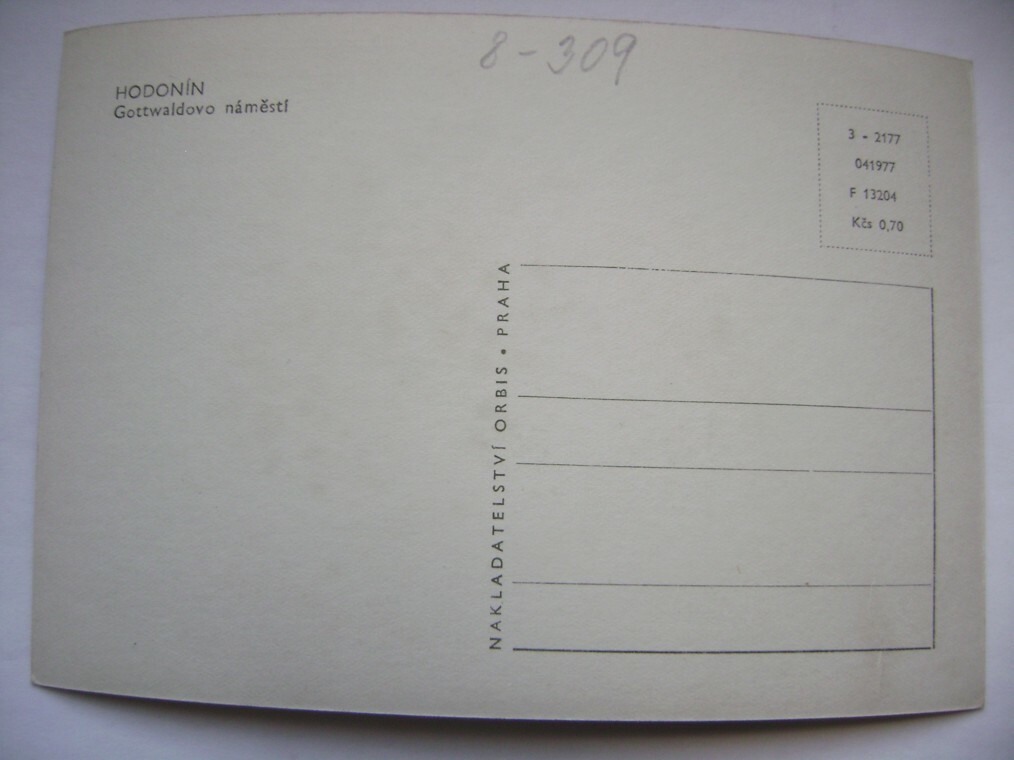 8-309
HODONÍN
Gottwaldovo náměstí
3 - 2177
041977
F 13204
Kčs 0,70
NAKLADATELSTVÍ ORBIS • PRAHA